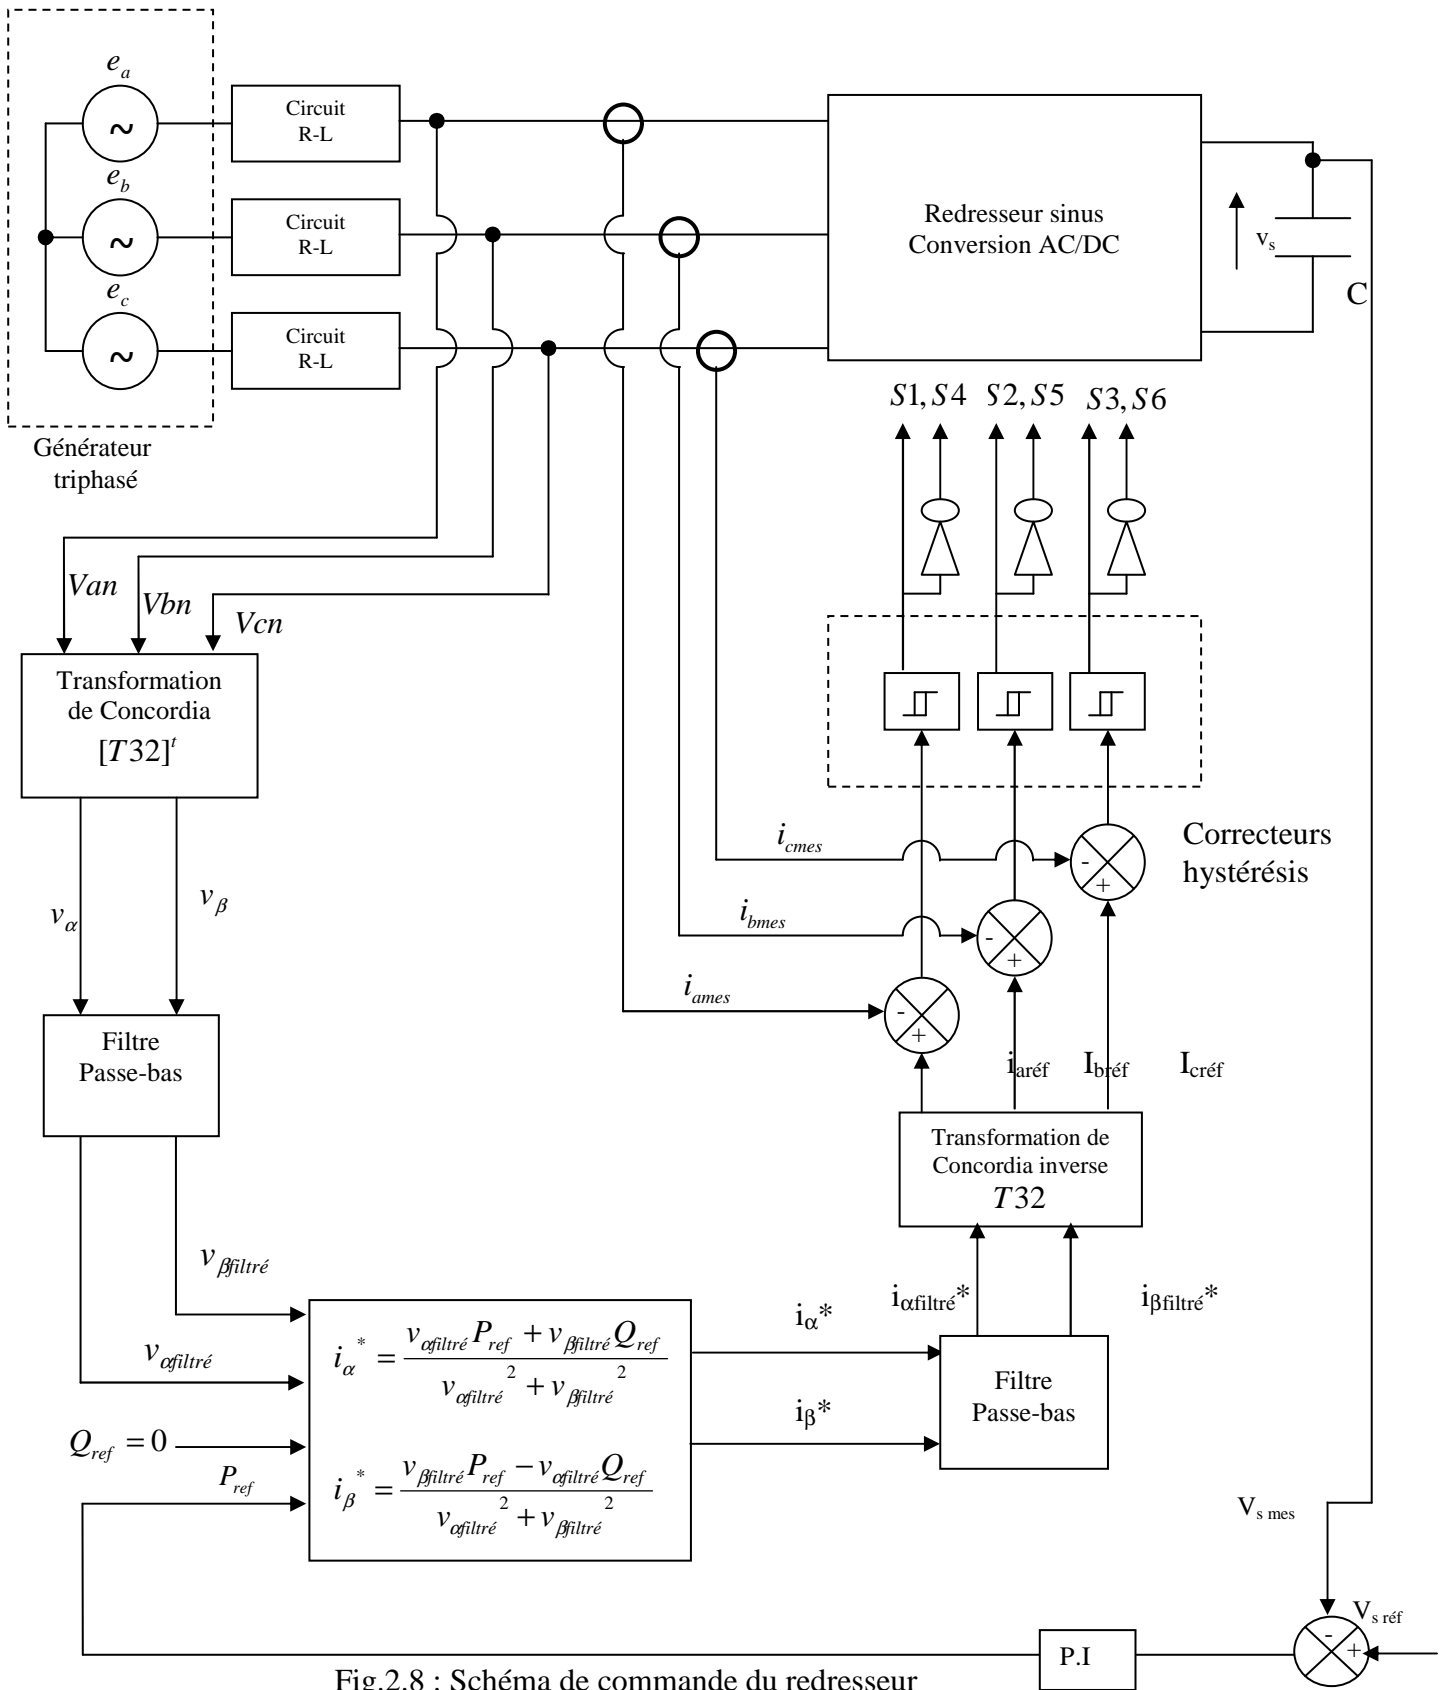 e_a
~
Circuit
R-L
e_b
~
Circuit
R-L
e_c
~
Circuit
R-L
Générateur
triphasé
Redresseur sinus
Conversion AC/DC
v_s
C
S1, S4 S2, S5 S3, S6
Van
Vbn
Vcn
Transformation
de Concordia
[T32]^t
v_α
v_β
Filtre
Passe-bas
Correcteurs
hystérésis
i_cmes
-
+
i_bmes
-
+
i_ames
-
+
i_aréf I_bréf I_créf
Transformation de
Concordia inverse
T32
i_αfiltré* i_βfiltré*
Filtre
Passe-bas
i_α*
i_β*
v_βfiltré
v_αfiltré
Q_ref = 0
P_ref
i_α^* = (v_αfiltré P_ref + v_βfiltré Q_ref) / (v_αfiltré^2 + v_βfiltré^2)
i_β^* = (v_βfiltré P_ref − v_αfiltré Q_ref) / (v_αfiltré^2 + v_βfiltré^2)
V_s mes
V_s réf
-
+
P.I
Fig.2.8 : Schéma de commande du redresseur